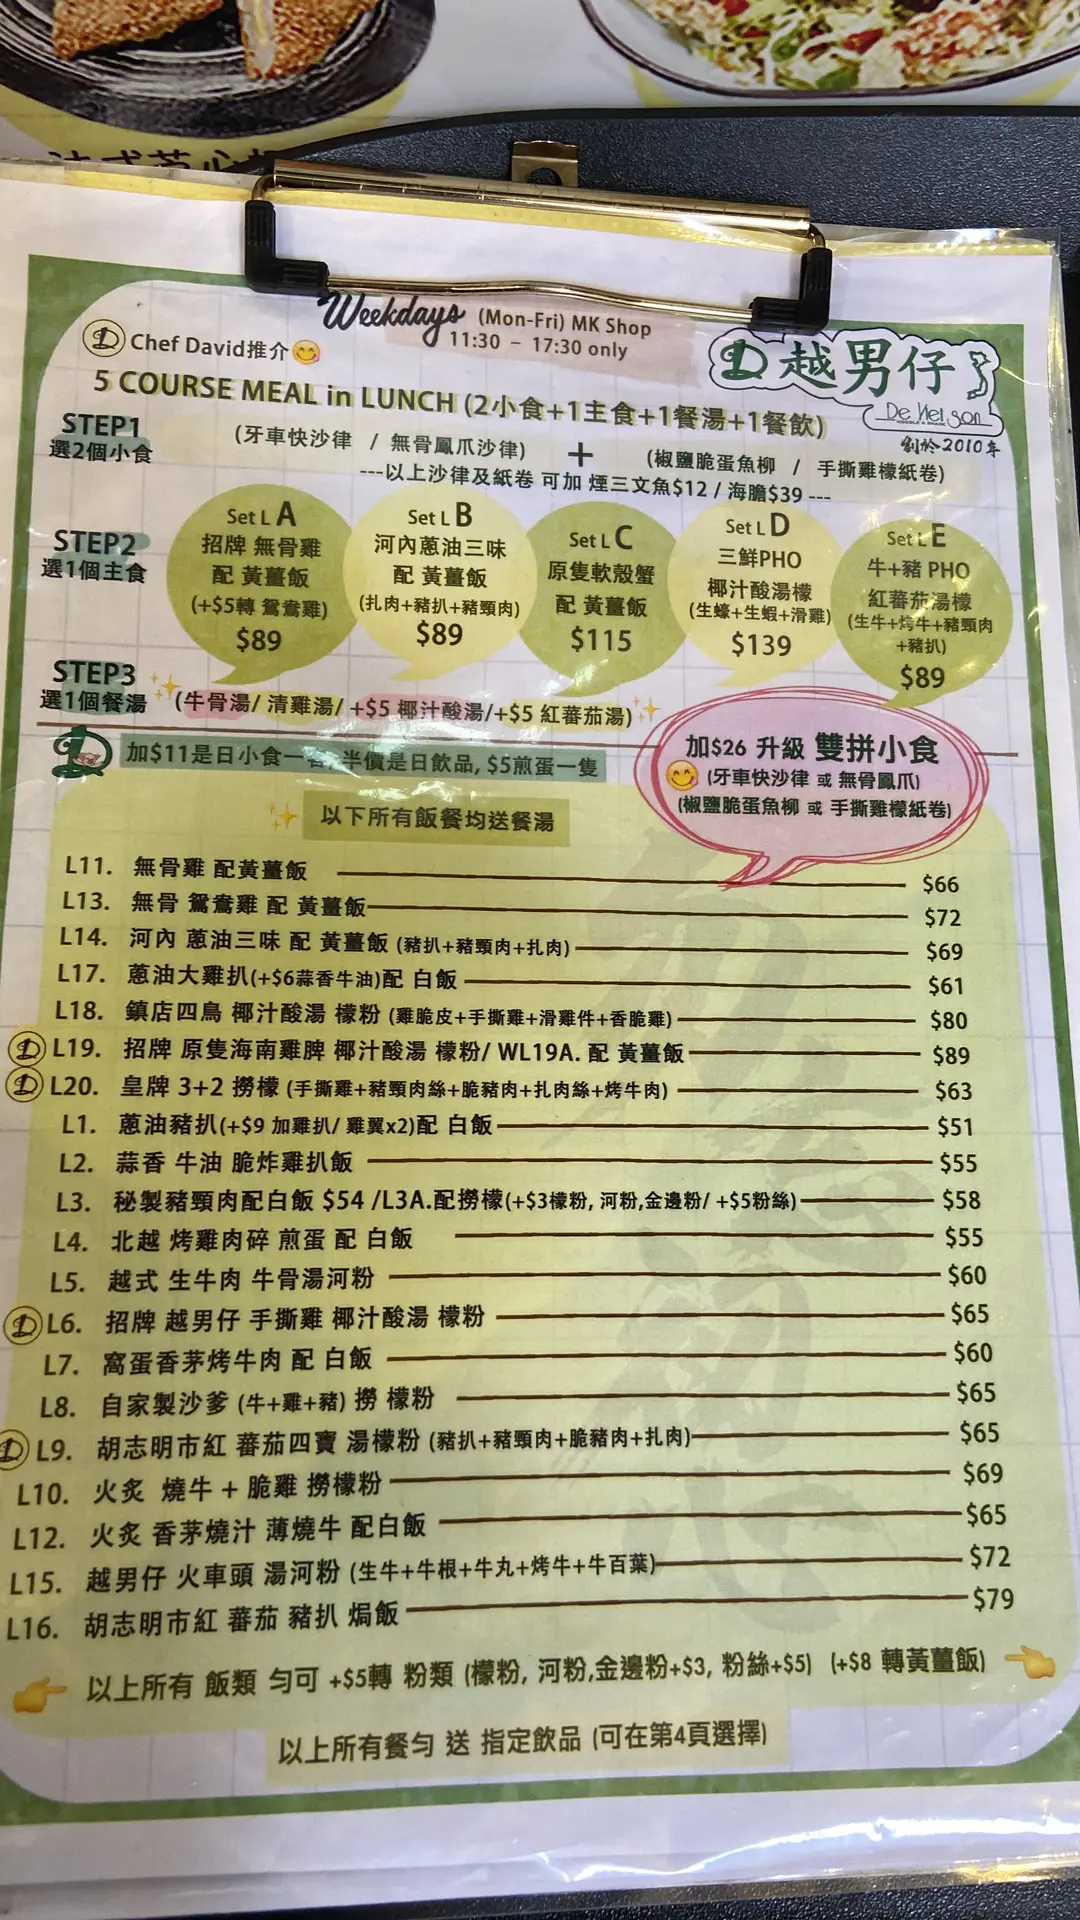 Weekdays (Mon-Fri) MK Shop
11:30 – 17:30 only
D Chef David推介
越男仔
De Viet Son
創於2010年
5 COURSE MEAL in LUNCH (2小食+1主食+1餐湯+1餐飲)
STEP1
選2個小食
(牙車快沙律 / 無骨鳳爪沙律) + (椒鹽脆蛋魚柳 / 手撕雞檬紙卷)
---以上沙律及紙卷 可加 煙三文魚$12 / 海膽$39 ---
STEP2
選1個主食
Set L A
招牌 無骨雞
配 黃薑飯
(+$5轉 鴛鴦雞)
$89
Set L B
河內蔥油三味
配 黃薑飯
(扎肉+豬扒+豬頸肉)
$89
Set L C
原隻軟殼蟹
配 黃薑飯
$115
Set L D
三鮮PHO
椰汁酸湯檬
(生蠔+生蝦+滑雞)
$139
Set L E
牛+豬 PHO
紅蕃茄湯檬
(生牛+烤牛+豬頸肉
+豬扒)
$89
STEP3
選1個餐湯
(牛骨湯/ 清雞湯/ +$5 椰汁酸湯/+$5 紅蕃茄湯)
加$11是日小食一客, 半價是日飲品, $5煎蛋一隻
加$26 升級 雙拼小食
(牙車快沙律 或 無骨鳳爪)
(椒鹽脆蛋魚柳 或 手撕雞檬紙卷)
以下所有飯餐均送餐湯
L11. 無骨雞 配黃薑飯 $66
L13. 無骨 鴛鴦雞 配 黃薑飯 $72
L14. 河內 蔥油三味 配 黃薑飯 (豬扒+豬頸肉+扎肉) $69
L17. 蔥油大雞扒(+$6蒜香牛油)配 白飯 $61
L18. 鎮店四鳥 椰汁酸湯 檬粉 (雞脆皮+手撕雞+滑雞件+香脆雞) $80
D L19. 招牌 原隻海南雞脾 椰汁酸湯 檬粉/ WL19A. 配 黃薑飯 $89
D L20. 皇牌 3+2 撈檬 (手撕雞+豬頸肉絲+脆豬肉+扎肉絲+烤牛肉) $63
L1. 蔥油豬扒(+$9 加雞扒/ 雞翼x2)配 白飯 $51
L2. 蒜香 牛油 脆炸雞扒飯 $55
L3. 秘製豬頸肉配白飯 $54 /L3A.配撈檬(+$3檬粉, 河粉,金邊粉/ +$5粉絲) $58
L4. 北越 烤雞肉碎 煎蛋 配 白飯 $55
L5. 越式 生牛肉 牛骨湯河粉 $60
D L6. 招牌 越男仔 手撕雞 椰汁酸湯 檬粉 $65
L7. 窩蛋香茅烤牛肉 配 白飯 $60
L8. 自家製沙爹 (牛+雞+豬) 撈 檬粉 $65
D L9. 胡志明市紅 蕃茄四寶 湯檬粉 (豬扒+豬頸肉+脆豬肉+扎肉) $65
L10. 火炙 燒牛 + 脆雞 撈檬粉 $69
L12. 火炙 香茅燒汁 薄燒牛 配白飯 $65
L15. 越男仔 火車頭 湯河粉 (生牛+牛根+牛丸+烤牛+牛百葉) $72
L16. 胡志明市紅 蕃茄 豬扒 焗飯 $79
以上所有 飯類 勻可 +$5轉 粉類 (檬粉, 河粉,金邊粉+$3, 粉絲+$5) (+$8 轉黃薑飯)
以上所有餐勻 送 指定飲品 (可在第4頁選擇)